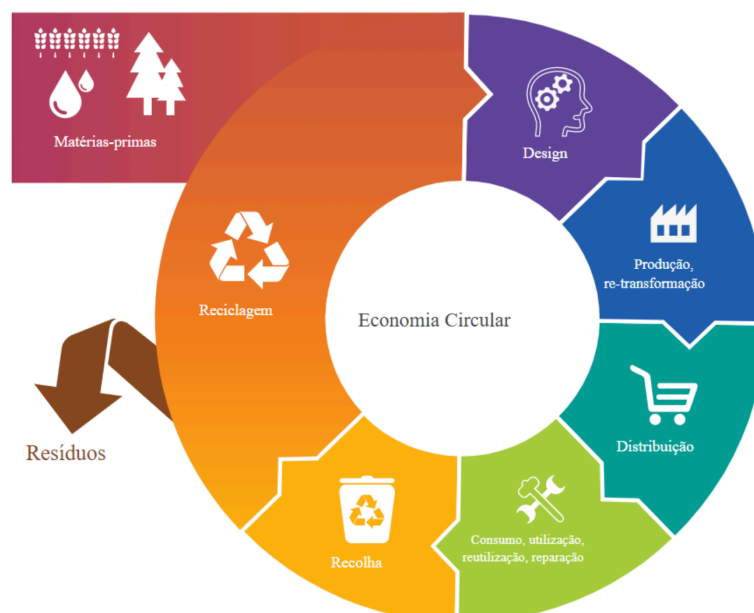 Matérias-primas
Design
Produção,
re-transformação
Reciclagem
Economia Circular
Distribuição
Resíduos
Consumo, utilização,
reutilização, reparação
Recolha